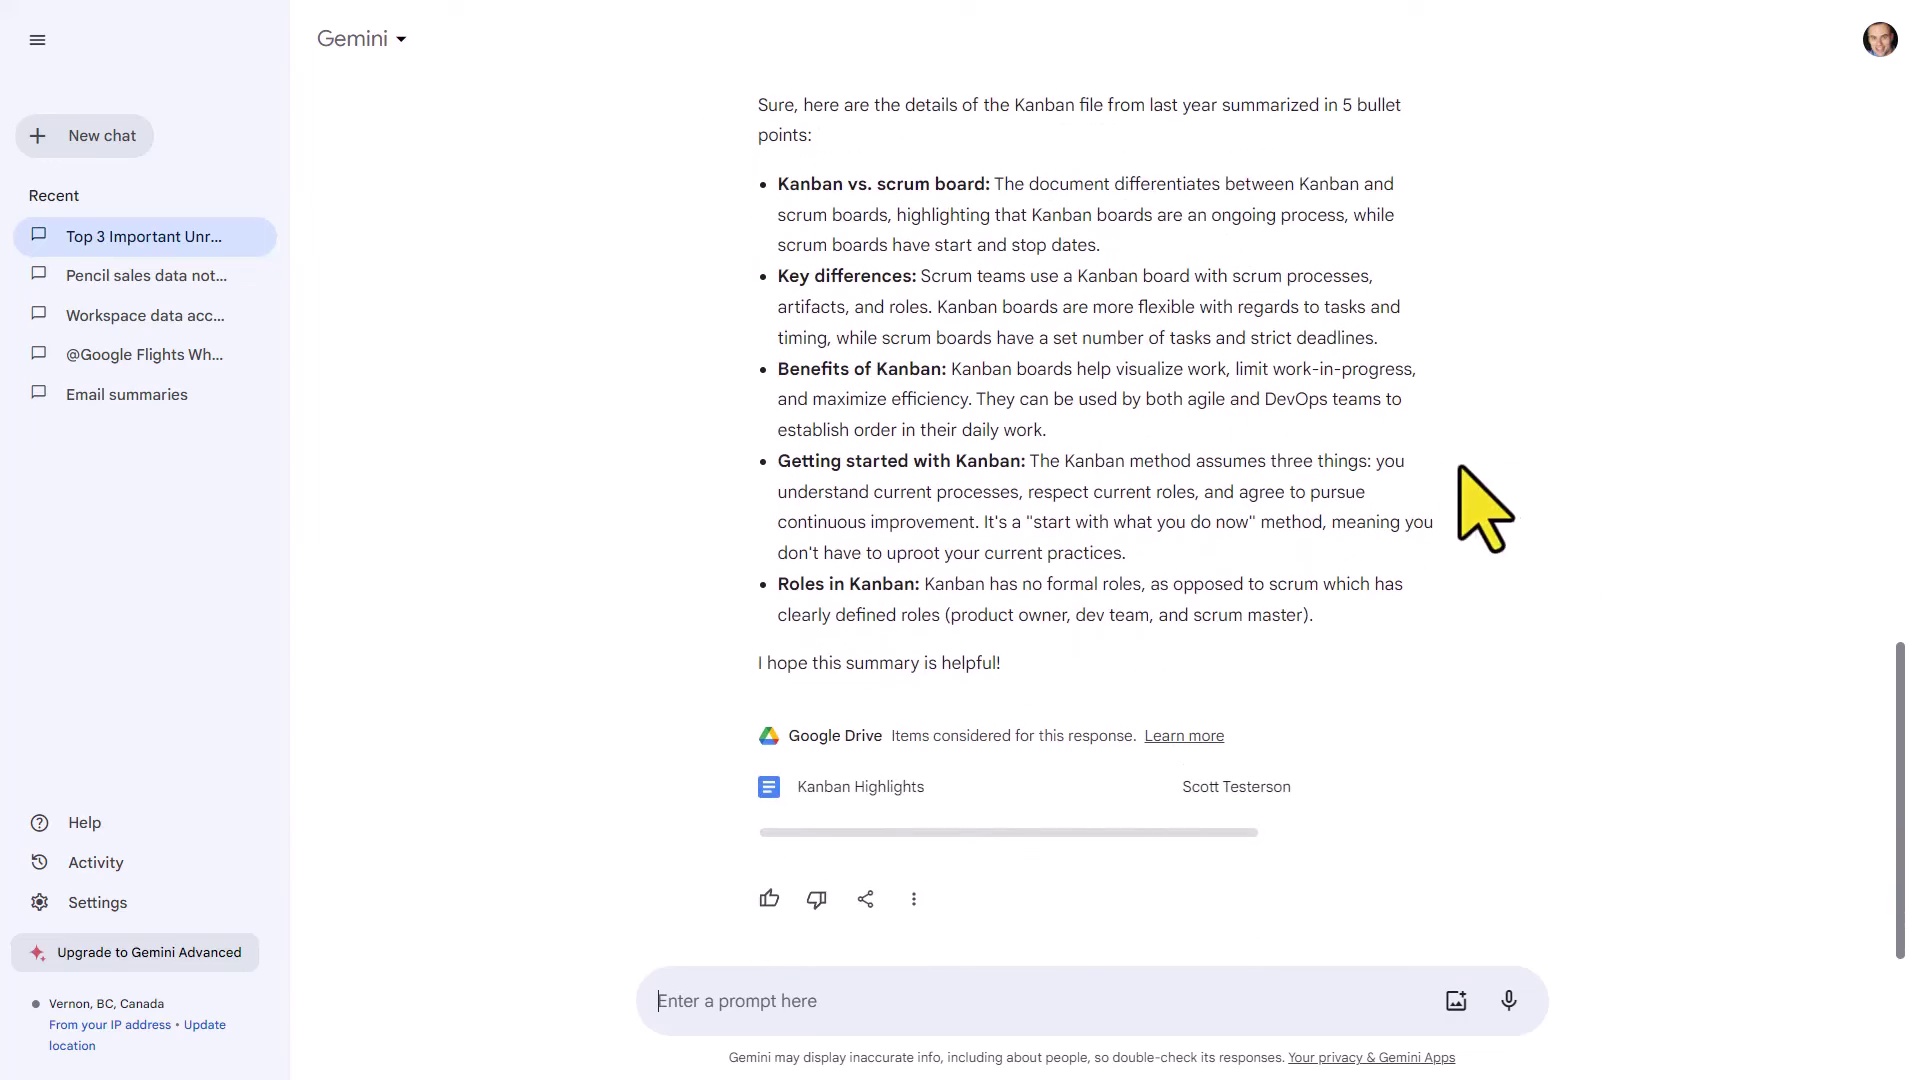 Gemini
New chat
Recent
Top 3 Important Unr...
Pencil sales data not...
Workspace data acc...
@Google Flights Wh...
Email summaries
Help
Activity
Settings
Upgrade to Gemini Advanced
Vernon, BC, Canada
From your IP address • Update
location
Sure, here are the details of the Kanban file from last year summarized in 5 bullet
points:
• Kanban vs. scrum board: The document differentiates between Kanban and
scrum boards, highlighting that Kanban boards are an ongoing process, while
scrum boards have start and stop dates.
• Key differences: Scrum teams use a Kanban board with scrum processes,
artifacts, and roles. Kanban boards are more flexible with regards to tasks and
timing, while scrum boards have a set number of tasks and strict deadlines.
• Benefits of Kanban: Kanban boards help visualize work, limit work-in-progress,
and maximize efficiency. They can be used by both agile and DevOps teams to
establish order in their daily work.
• Getting started with Kanban: The Kanban method assumes three things: you
understand current processes, respect current roles, and agree to pursue
continuous improvement. It's a "start with what you do now" method, meaning you
don't have to uproot your current practices.
• Roles in Kanban: Kanban has no formal roles, as opposed to scrum which has
clearly defined roles (product owner, dev team, and scrum master).
I hope this summary is helpful!
Google Drive Items considered for this response. Learn more
Kanban Highlights Scott Testerson
Enter a prompt here
Gemini may display inaccurate info, including about people, so double-check its responses. Your privacy & Gemini Apps